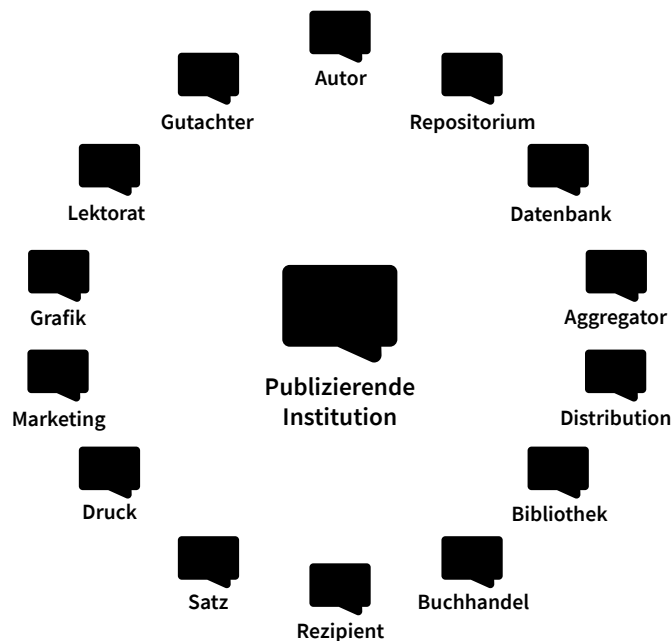 Autor
Gutachter
Repositorium
Lektorat
Datenbank
Grafik
Aggregator
Publizierende
Institution
Marketing
Distribution
Druck
Bibliothek
Satz
Buchhandel
Rezipient